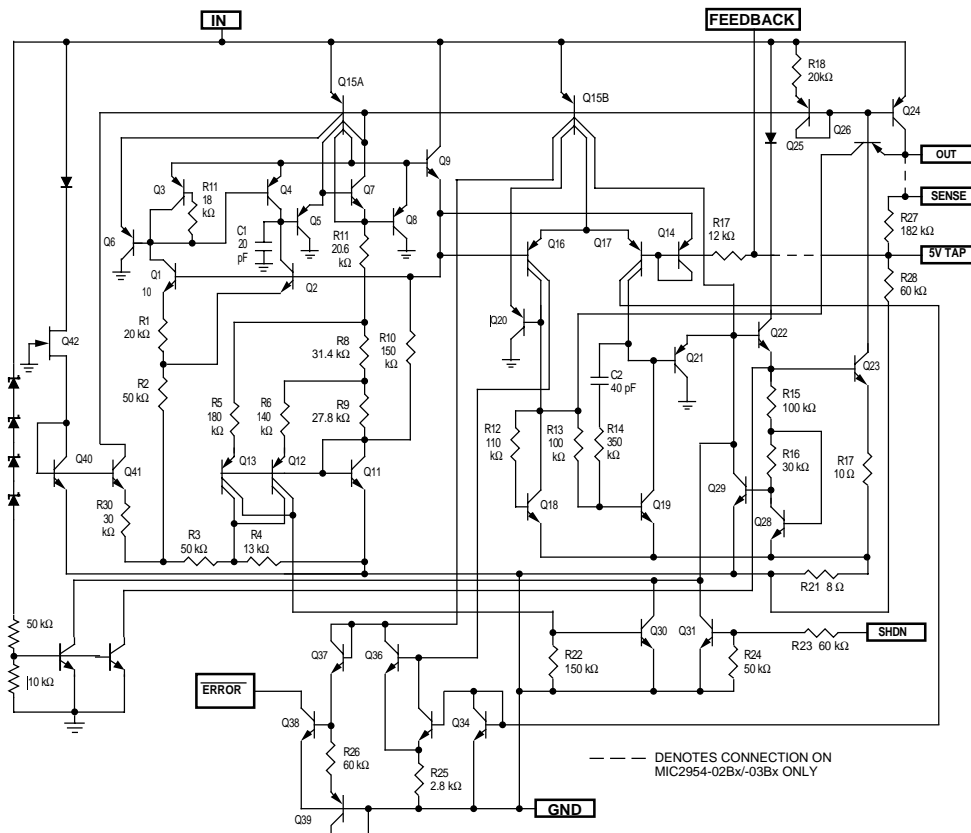 IN
FEEDBACK
R18
20kΩ
Q15A
Q15B
Q24
Q26
Q25
Q9
OUT
Q3
R11
18
kΩ
Q4
Q7
SENSE
C1
20
pF
Q5
Q8
R27
182 kΩ
Q6
R11
20.6
kΩ
Q16
Q17
Q14
R17
12 kΩ
5V TAP
Q1
10
Q2
R28
60 kΩ
R1
20 kΩ
Q20
Q42
R8
31.4 kΩ
R10
150
kΩ
Q21
Q22
Q23
R2
50 kΩ
C2
40 pF
R15
100 kΩ
R5
180
kΩ
R6
140
kΩ
R9
27.8 kΩ
R12
110
kΩ
R13
100
kΩ
R14
350
kΩ
Q40
Q41
Q13
Q12
Q11
R16
30 kΩ
R17
10 Ω
Q29
R30
30
kΩ
Q18
Q19
Q28
R3
50 kΩ
R4
13 kΩ
R21 8 Ω
50 kΩ
10 kΩ
Q37
Q36
Q30
Q31
R22
150 kΩ
R24
50 kΩ
R23 60 kΩ
SHDN
ERROR
Q38
Q34
R26
60 kΩ
R25
2.8 kΩ
DENOTES CONNECTION ON
MIC2954-02Bx/-03Bx ONLY
Q39
GND